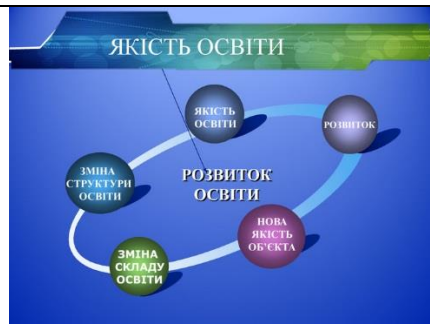 ЯКІСТЬ ОСВІТИ
ЯКІСТЬ
ОСВІТИ
РОЗВИТОК
ЗМІНА
СТРУКТУРИ
ОСВІТИ
РОЗВИТОК
ОСВІТИ
НОВА
ЯКІСТЬ
ОБ'ЄКТА
ЗМІНА
СКЛАДУ
ОСВІТИ